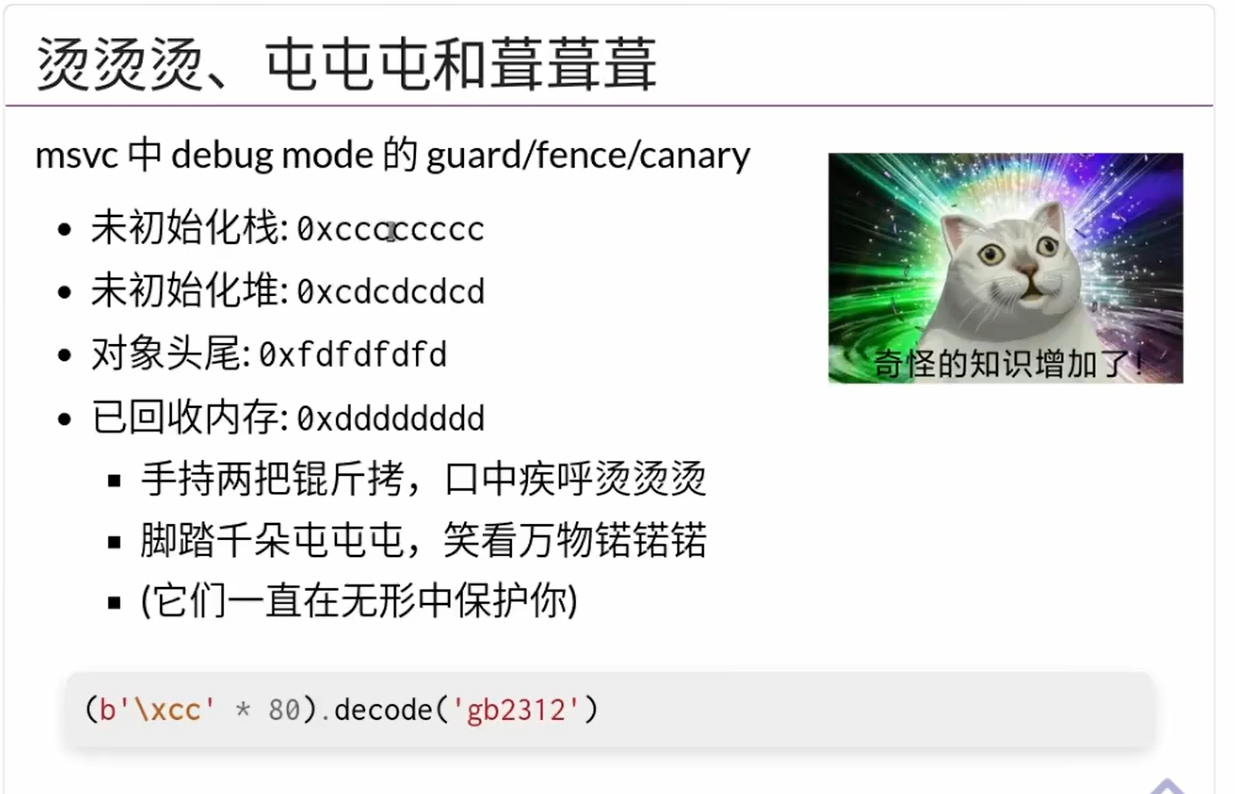 烫烫烫、屯屯屯和葺葺葺
msvc 中 debug mode 的 guard/fence/canary
• 未初始化栈: 0xcccccccc
• 未初始化堆: 0xcdcdcdcd
• 对象头尾: 0xfdfdfdfd
• 已回收内存: 0xdddddddd
▪ 手持两把锟斤拷，口中疾呼烫烫烫
▪ 脚踏千朵屯屯屯，笑看万物锘锘锘
▪ (它们一直在无形中保护你)
奇怪的知识增加了!
(b'\xcc' * 80).decode('gb2312')